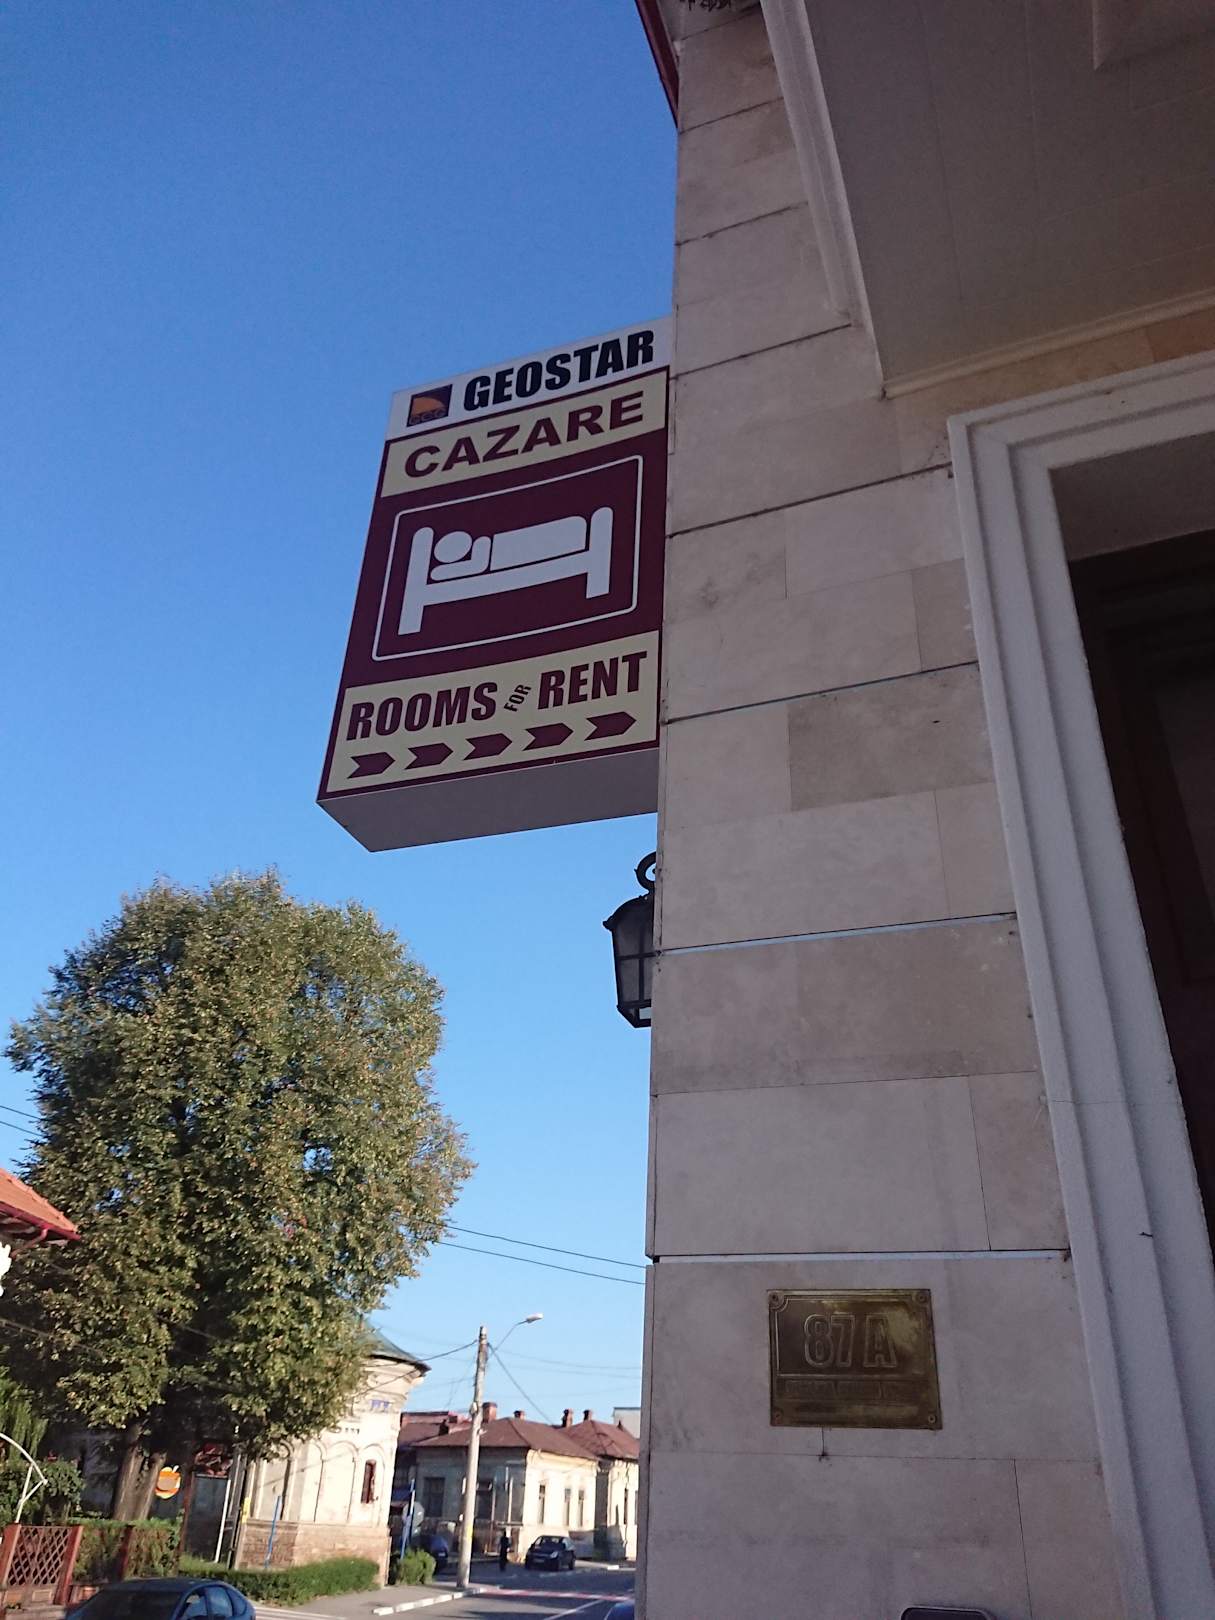 GEOSTAR
CAZARE
ROOMS FOR RENT
87 A